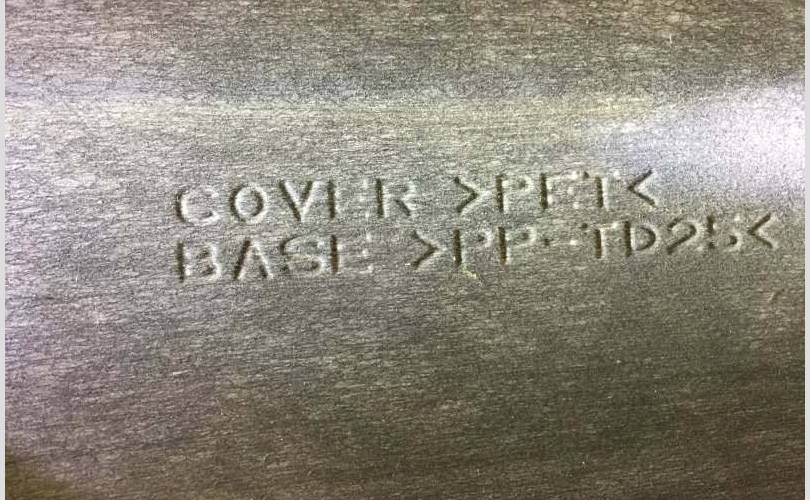 COVER >PET<
BASE >PP-TD25<